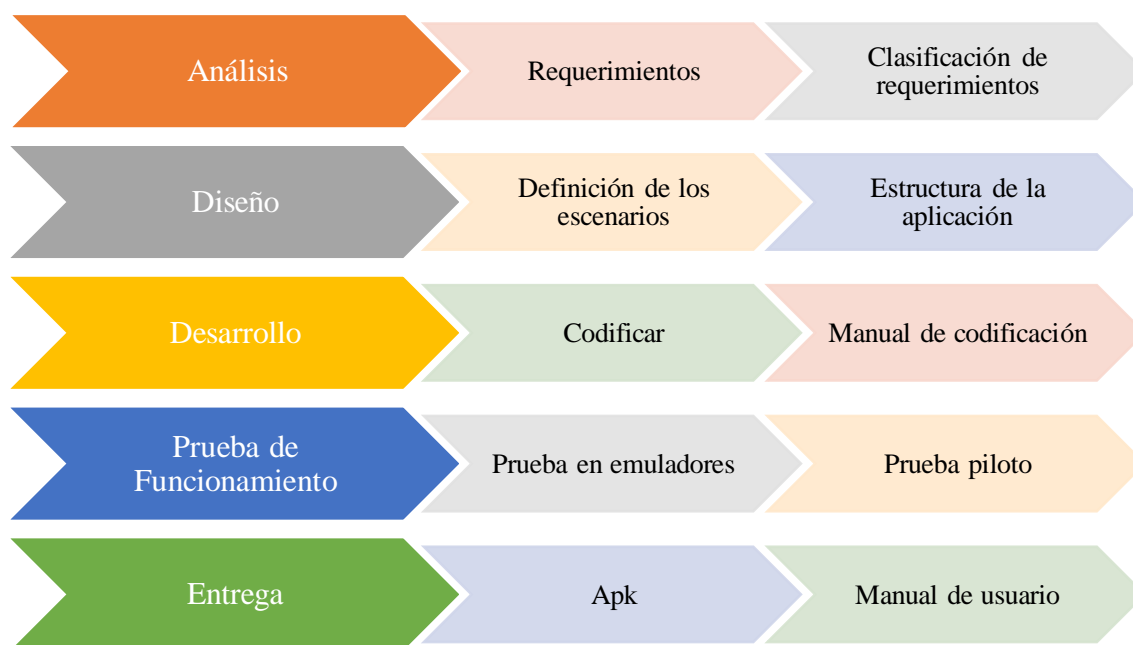 Análisis
Requerimientos
Clasificación de
requerimientos
Diseño
Definición de los
escenarios
Estructura de la
aplicación
Desarrollo
Codificar
Manual de codificación
Prueba de
Funcionamiento
Prueba en emuladores
Prueba piloto
Entrega
Apk
Manual de usuario